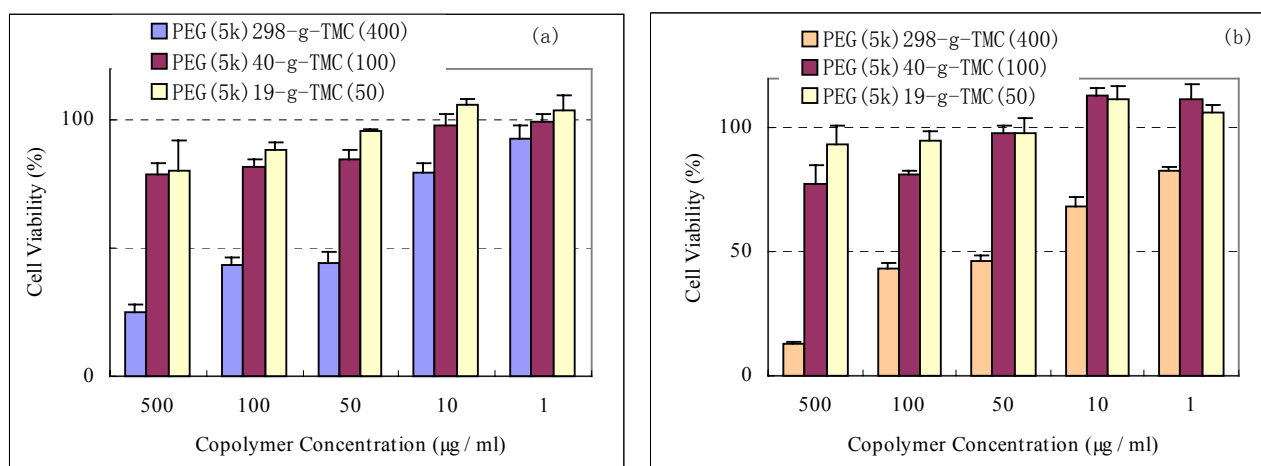 (a)
PEG(5k)298-g-TMC(400)
PEG(5k)40-g-TMC(100)
PEG(5k)19-g-TMC(50)
100
0
Cell Viability (%)
500 100 50 10 1
Copolymer Concentration (μg / ml)
(b)
PEG(5k)298-g-TMC(400)
PEG(5k)40-g-TMC(100)
PEG(5k)19-g-TMC(50)
100
50
0
Cell Viability (%)
500 100 50 10 1
Copolymer Concentration (μg / ml)